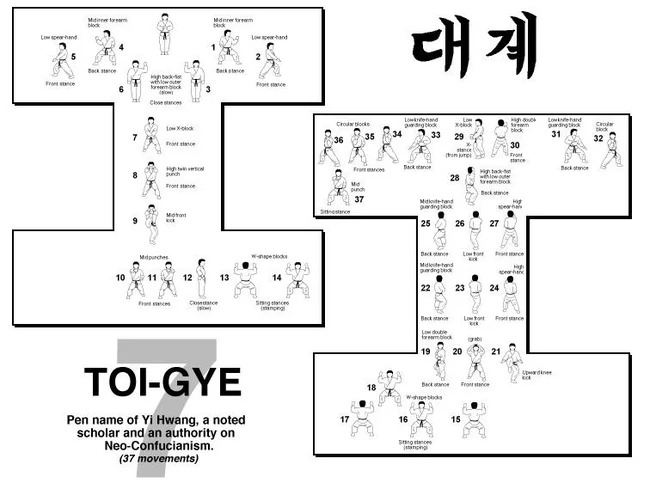 Mid inner forearm
block
Mid inner forearm
block
Low spear-hand
Low spear-hand
5
4
1
2
Back stance
Back stance
Front stance
Front stance
6
High back-fist
with low outer
forearm block
(slow)
3
Close stances
7
Low X-block
Front stance
8
High twin vertical
punch
Front stance
9
Mid front
kick
Mid punches
W-shape blocks
10
11
12
13
14
Front stances
Close stance
(slow)
Sitting stances
(stamping)
7
TOI-GYE
Pen name of Yi Hwang, a noted
scholar and an authority on
Neo-Confucianism.
(37 movements)
대계
Circular blocks
Low knife-hand
guarding block
Low
X-block
High double
forearm
block
Low knife-hand
guarding block
Circular
block
36
35
34
33
29
30
31
32
Front stances
Back stance
X-
stance
(from jump)
Front
stance
Back stance
Front stance
Mid
punch
37
Sitting stance
28
High back-fist
with low outer
forearm block
Back stance
Mid knife-hand
guarding block
High
spear-hand
25
26
27
Back stance
Low front
kick
Front stance
Mid knife-hand
guarding block
High
spear-hand
22
23
24
Back stance
Low front
kick
Front stance
Low double
forearm block
(grab)
19
20
21
Back stance
Front stance
Upward knee
kick
18
W-shape blocks
17
16
15
Sitting stances
(stamping)